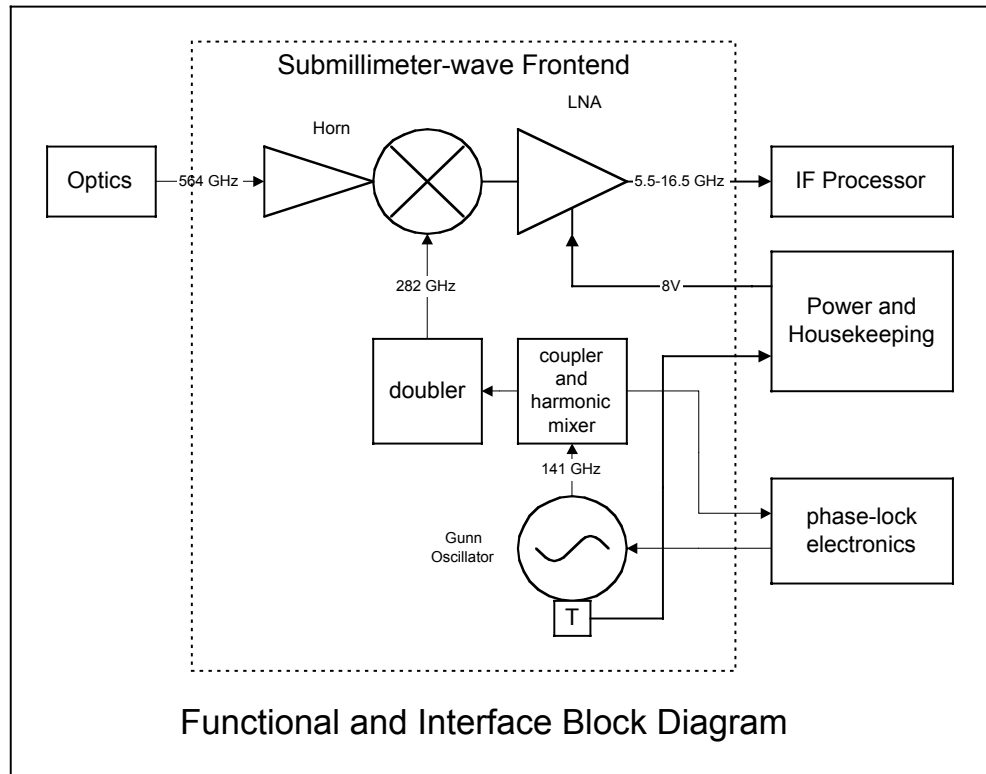 Submillimeter-wave Frontend
LNA
Horn
Optics
564 GHz
5.5-16.5 GHz
IF Processor
282 GHz
8V
Power and
Housekeeping
doubler
coupler
and
harmonic
mixer
141 GHz
Gunn
Oscillator
phase-lock
electronics
T
Functional and Interface Block Diagram